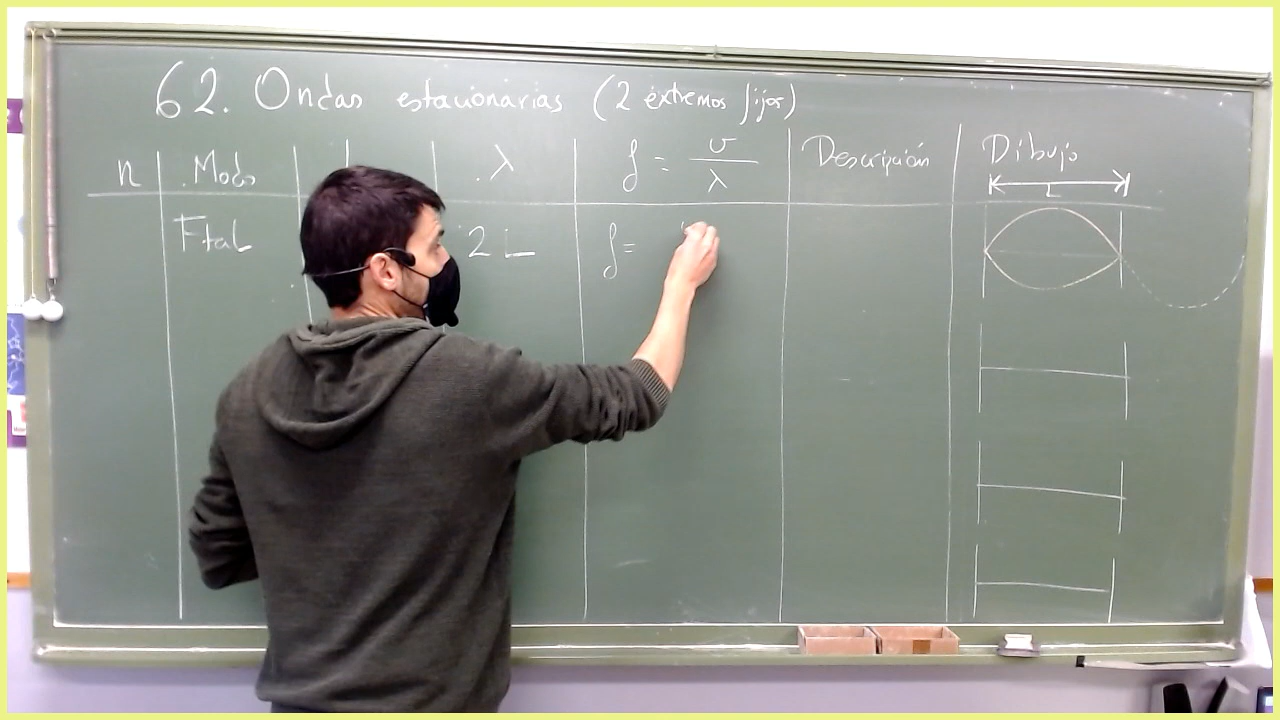 62. Ondas estacionarias (2 extremos fijos)
n Modo λ f = v/λ Descripción Dibujo
L
Ftal 2L f =